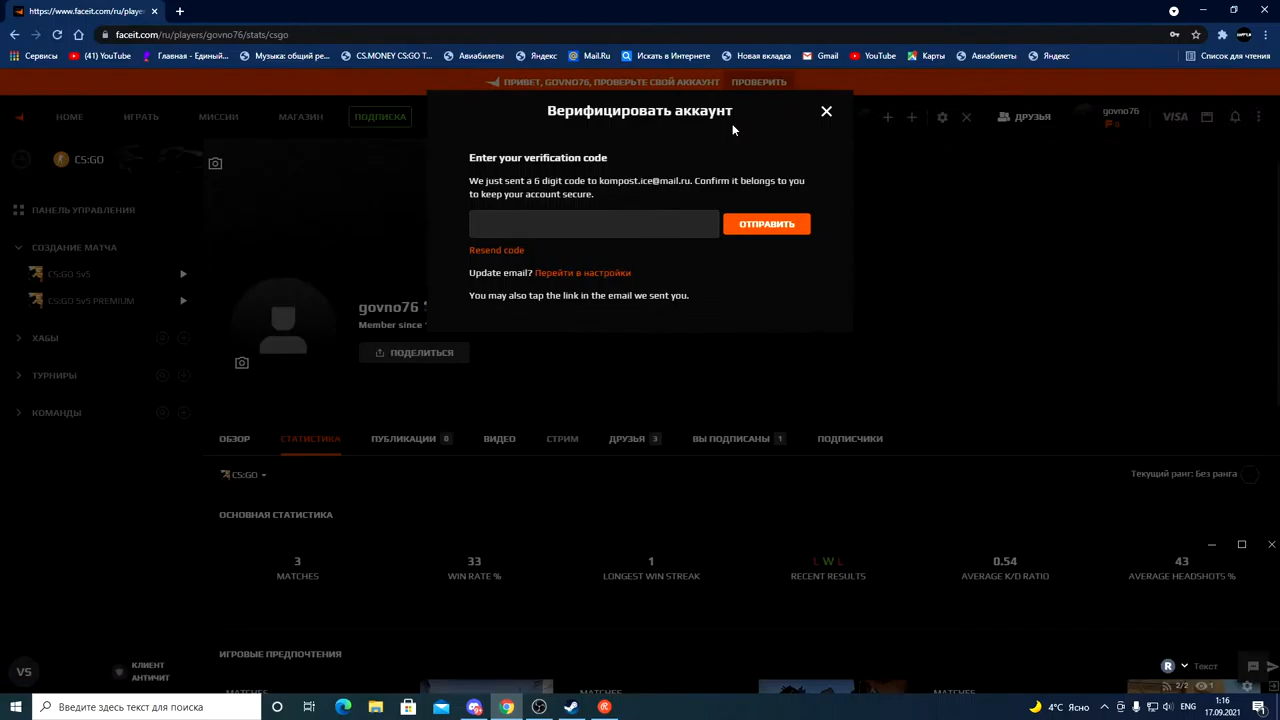 https://www.faceit.com/ru/playe
faceit.com/ru/players/govno76/stats/csgo
Сервисы
(41) YouTube
Главная - Единый...
Музыка: общий ре...
CS.MONEY CS:GO T...
Авиабилеты
Яндекс
Mail.Ru
Искать в Интернете
Новая вкладка
Gmail
YouTube
Карты
Авиабилеты
Яндекс
Список для чтения
ПРИВЕТ, GOVNO76, ПРОВЕРЬТЕ СВОЙ АККАУНТ ПРОВЕРИТЬ
HOME
ИГРАТЬ
МИССИИ
МАГАЗИН
ПОДПИСКА
ДРУЗЬЯ
govno76
VISA
Верифицировать аккаунт
Enter your verification code
We just sent a 6 digit code to kompost.ice@mail.ru. Confirm it belongs to you
to keep your account secure.
ОТПРАВИТЬ
Resend code
Update email? Перейти в настройки
You may also tap the link in the email we sent you.
CS:GO
ПАНЕЛЬ УПРАВЛЕНИЯ
СОЗДАНИЕ МАТЧА
CS:GO 5v5
CS:GO 5v5 PREMIUM
ХАБЫ
ТУРНИРЫ
КОМАНДЫ
govno76
Member since
ПОДЕЛИТЬСЯ
ОБЗОР
СТАТИСТИКА
ПУБЛИКАЦИИ 0
ВИДЕО
СТРИМ
ДРУЗЬЯ 3
ВЫ ПОДПИСАНЫ 1
ПОДПИСЧИКИ
CS:GO
Текущий ранг: Без ранга
ОСНОВНАЯ СТАТИСТИКА
3
MATCHES
33
WIN RATE %
1
LONGEST WIN STREAK
L W L
RECENT RESULTS
0.54
AVERAGE K/D RATIO
43
AVERAGE HEADSHOTS %
ИГРОВЫЕ ПРЕДПОЧТЕНИЯ
MATCHES
MATCHES
MATCHES
VS
КЛИЕНТ
АНТИЧИТ
R
Текст
2/2
1
Введите здесь текст для поиска
4°C Ясно
1:16
17.09.2021